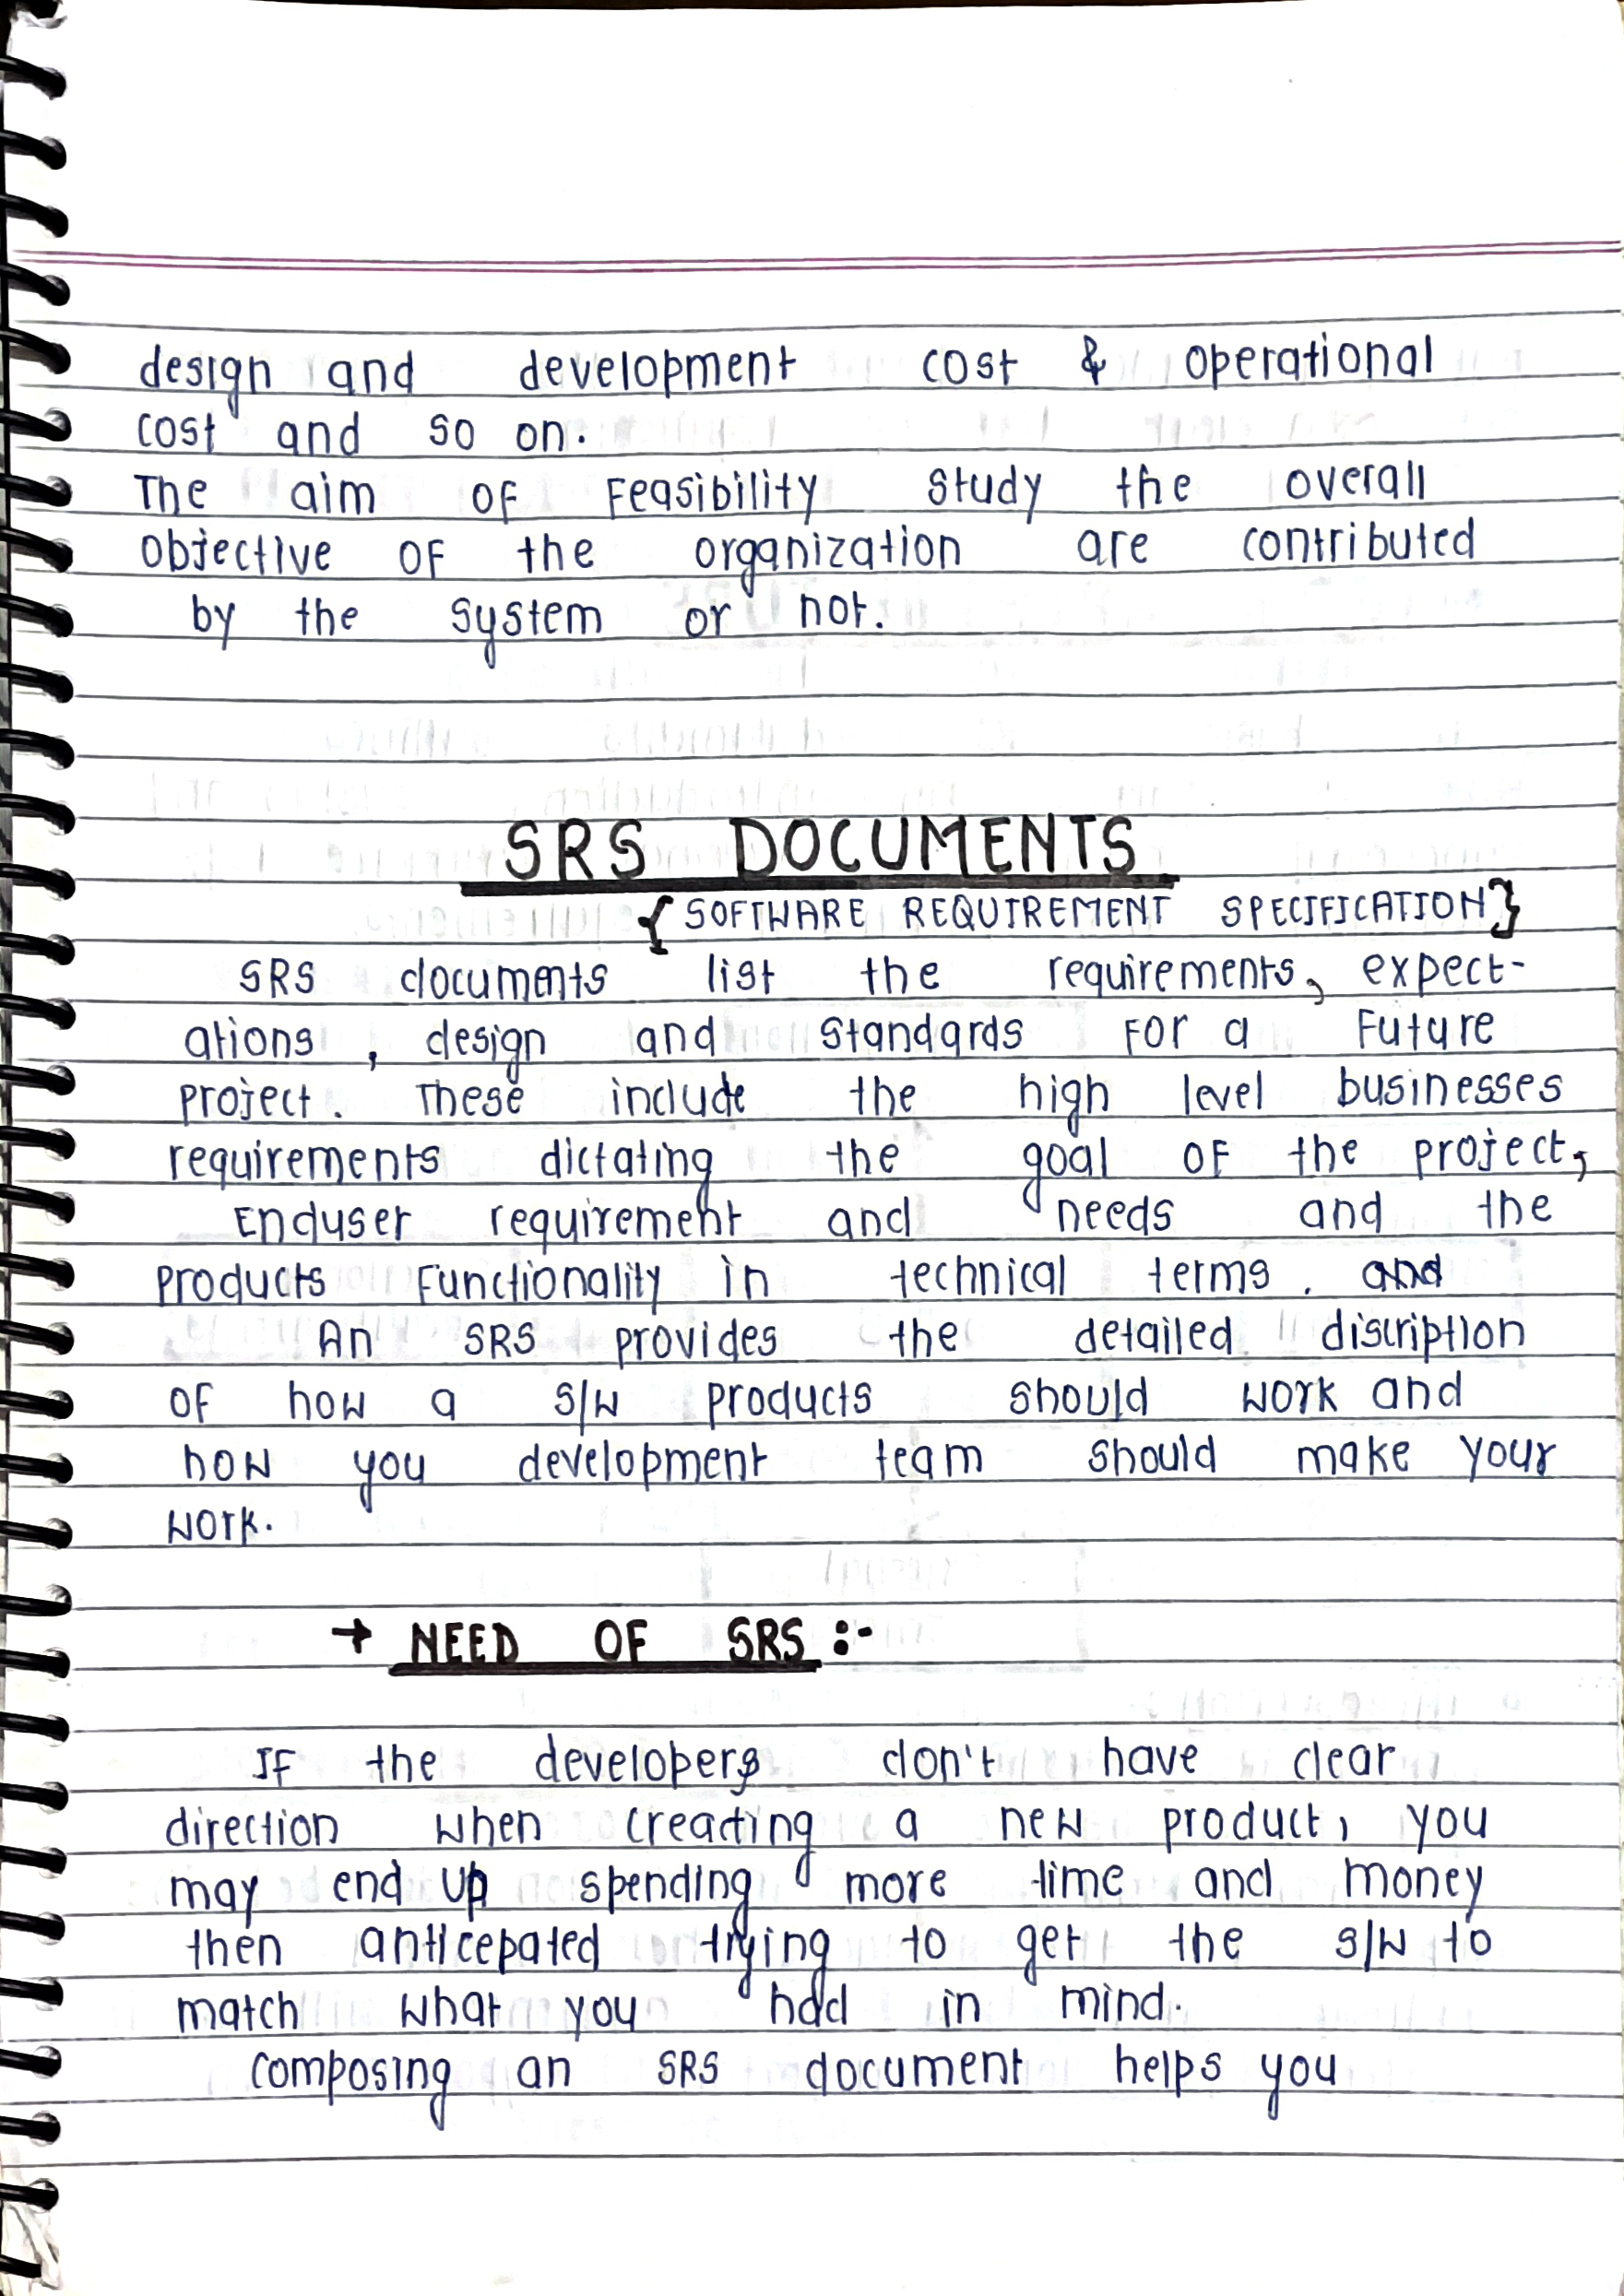 design and development cost & operational
cost and so on.
The aim of Feasibility study the overall
objective of the organization are contributed
by the system or not.
SRS DOCUMENTS
{SOFTWARE REQUIREMENT SPECIFICATION}
SRS documents list the requirements, expect-
ations, design and standards for a future
project. These include the high level businesses
requirements dictating the goal of the project,
Enduser requirement and needs and the
products functionality in technical terms. and
An SRS provides the detailed discription
of how a S/W products should work and
how you development team should make your
work.
→ NEED OF SRS :-
If the developers don't have clear
direction when creacting a new product, you
may end up spending more time and money
then anticepated trying to get the S/W to
match what you had in mind.
composing an SRS document helps you